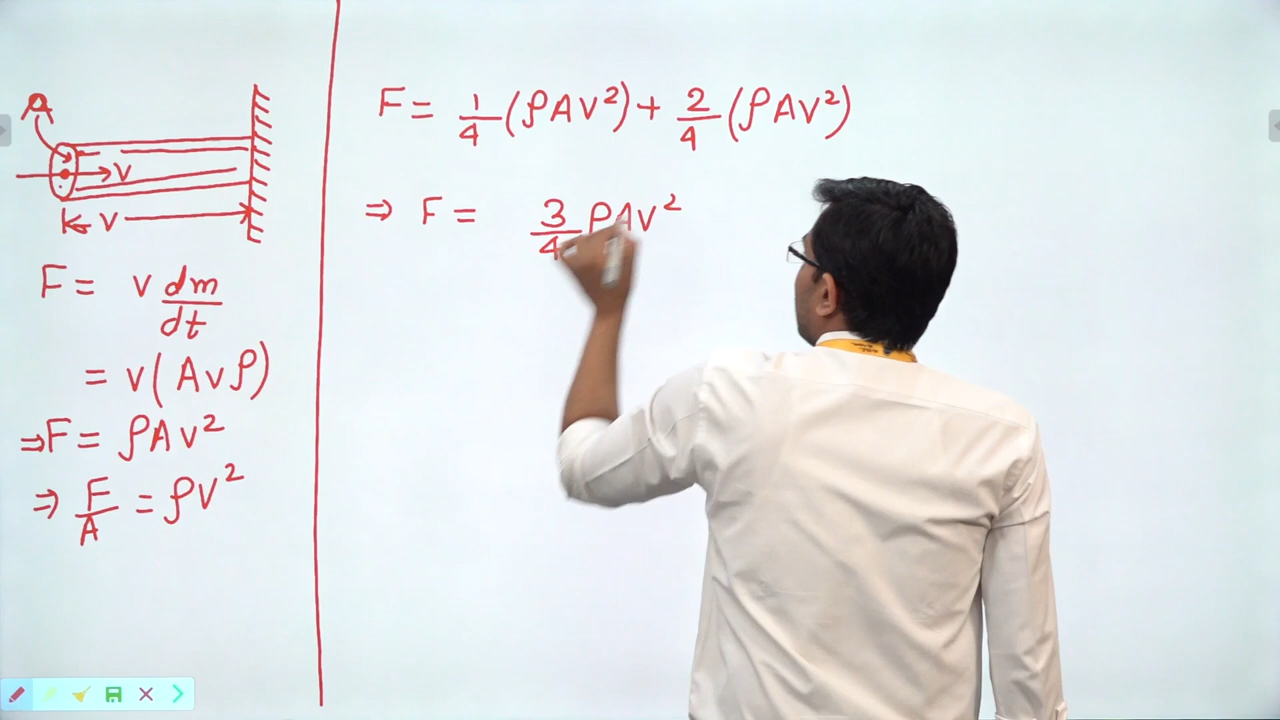 A
v
v
F = v dm/dt
= v(Avρ)
⇒F = ρAv²
⇒ F/A = ρv²
F = 1/4 (ρAv²) + 2/4 (ρAv²)
⇒ F = 3/4 ρAv²